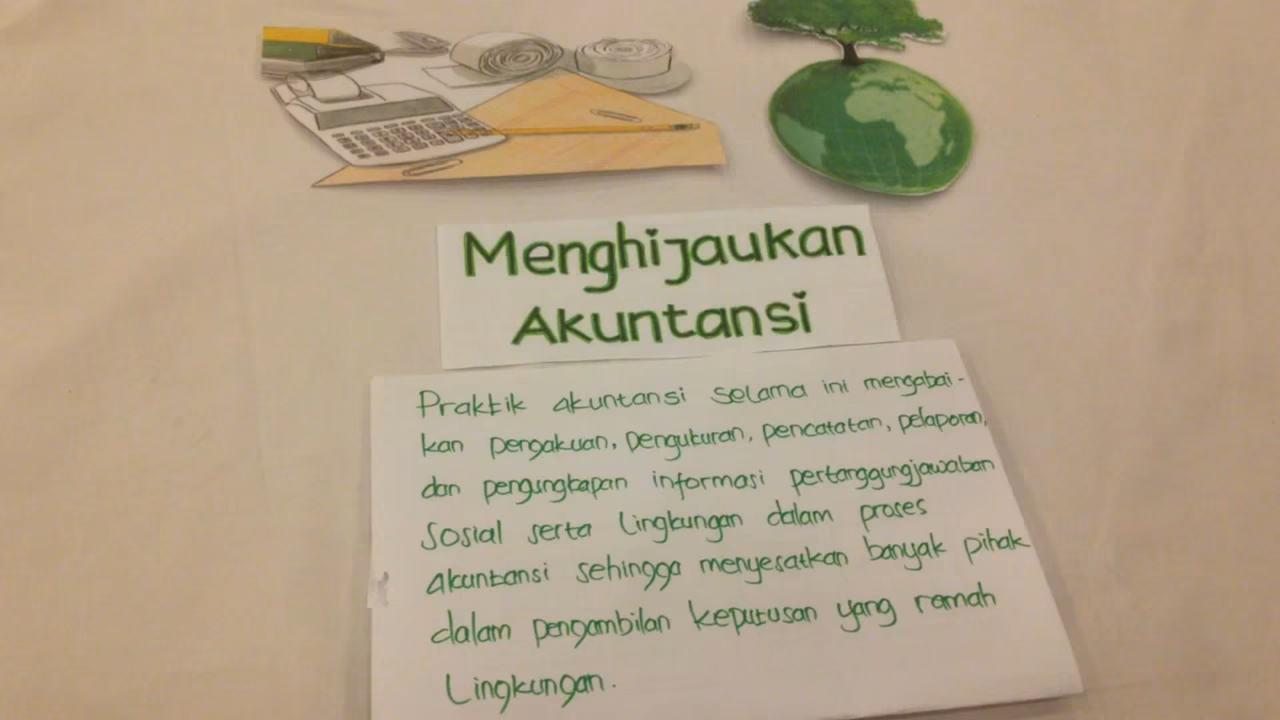 Menghijaukan
Akuntansi
Praktik akuntansi selama ini mengabai-
kan pengakuan, pengukuran, pencatatan, pelaporan,
dan pengungkapan informasi pertanggungjawaban
sosial serta lingkungan dalam proses
akuntansi sehingga menyesatkan banyak pihak
dalam pengambilan keputusan yang ramah
Lingkungan.